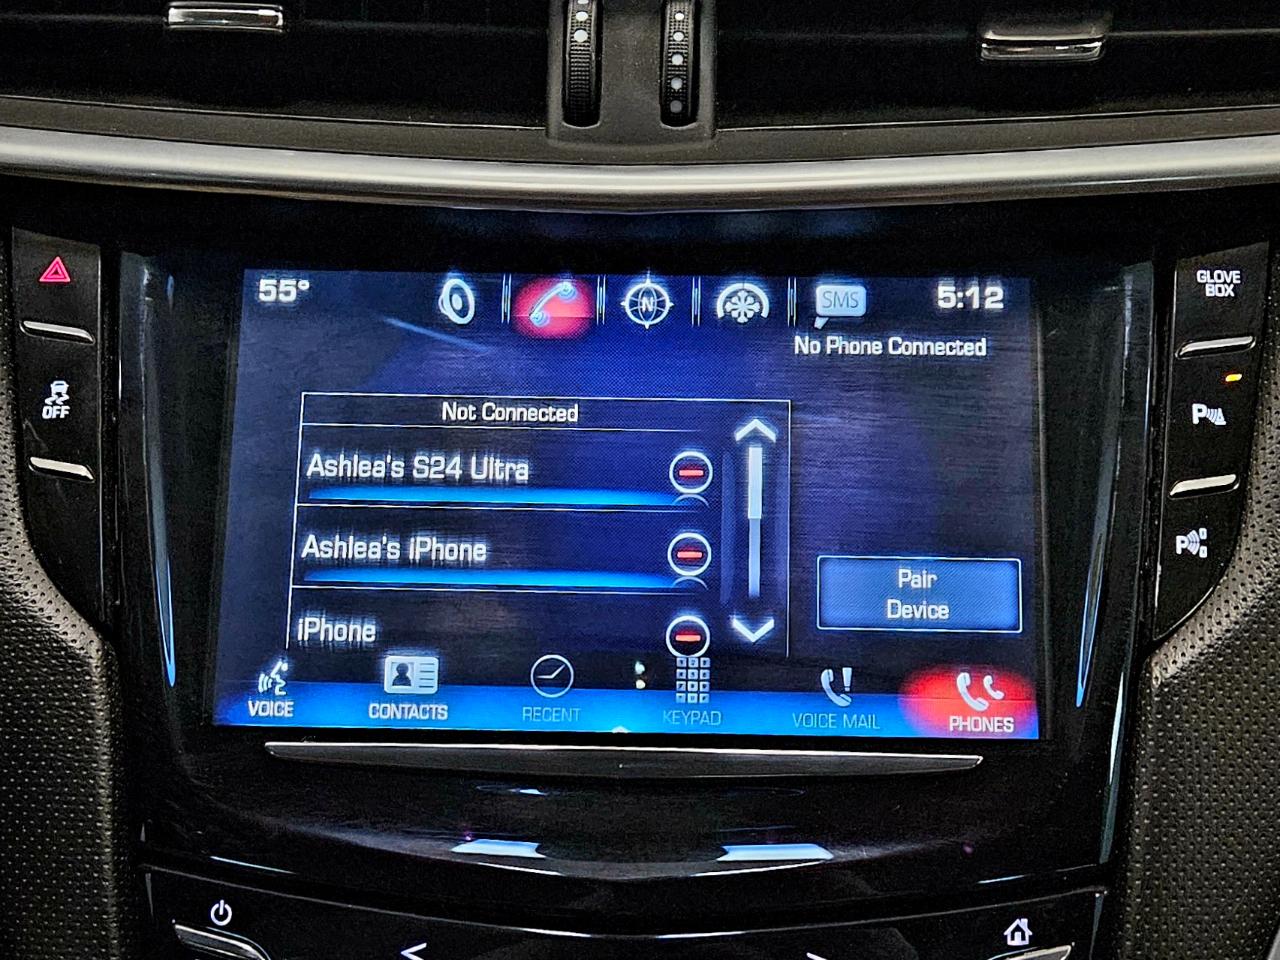 55°
N
SMS
5:12
No Phone Connected
Not Connected
Ashlea's S24 Ultra
Ashlea's iPhone
iPhone
Pair
Device
VOICE
CONTACTS
RECENT
KEYPAD
VOICE MAIL
PHONES
OFF
GLOVE
BOX
P
P